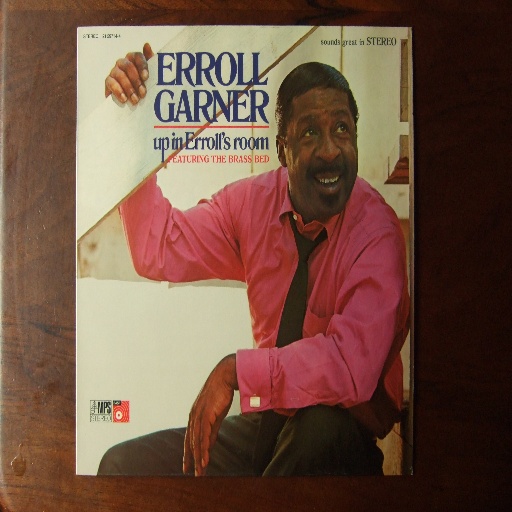 STEREO
sounds great in STEREO
ERROLL
GARNER
up in Erroll's room
FEATURING THE BRASS BED
MPS